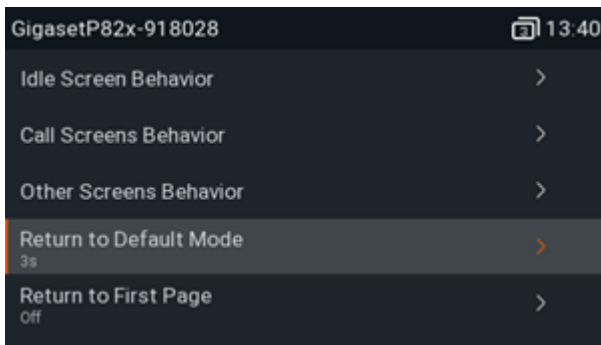 GigasetP82x-918028
3 13:40
Idle Screen Behavior
Call Screens Behavior
Other Screens Behavior
Return to Default Mode
3s
Return to First Page
Off